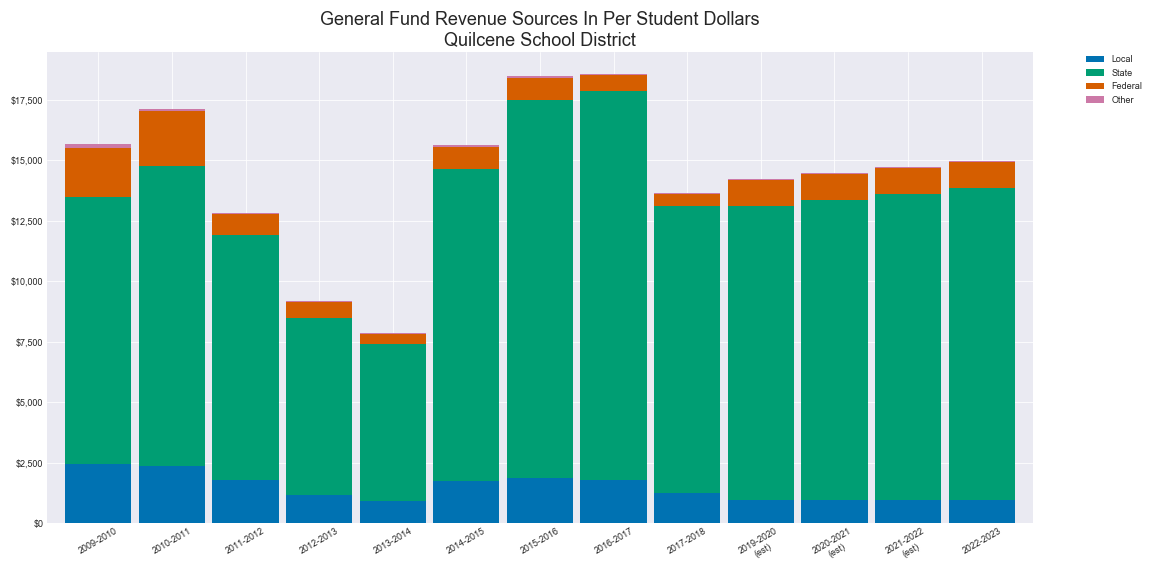 General Fund Revenue Sources In Per Student Dollars
Quilcene School District
Local
State
Federal
Other
$17,500
$15,000
$12,500
$10,000
$7,500
$5,000
$2,500
$0
2009-2010
2010-2011
2011-2012
2012-2013
2013-2014
2014-2015
2015-2016
2016-2017
2017-2018
2019-2020
(est)
2020-2021
(est)
2021-2022
(est)
2022-2023